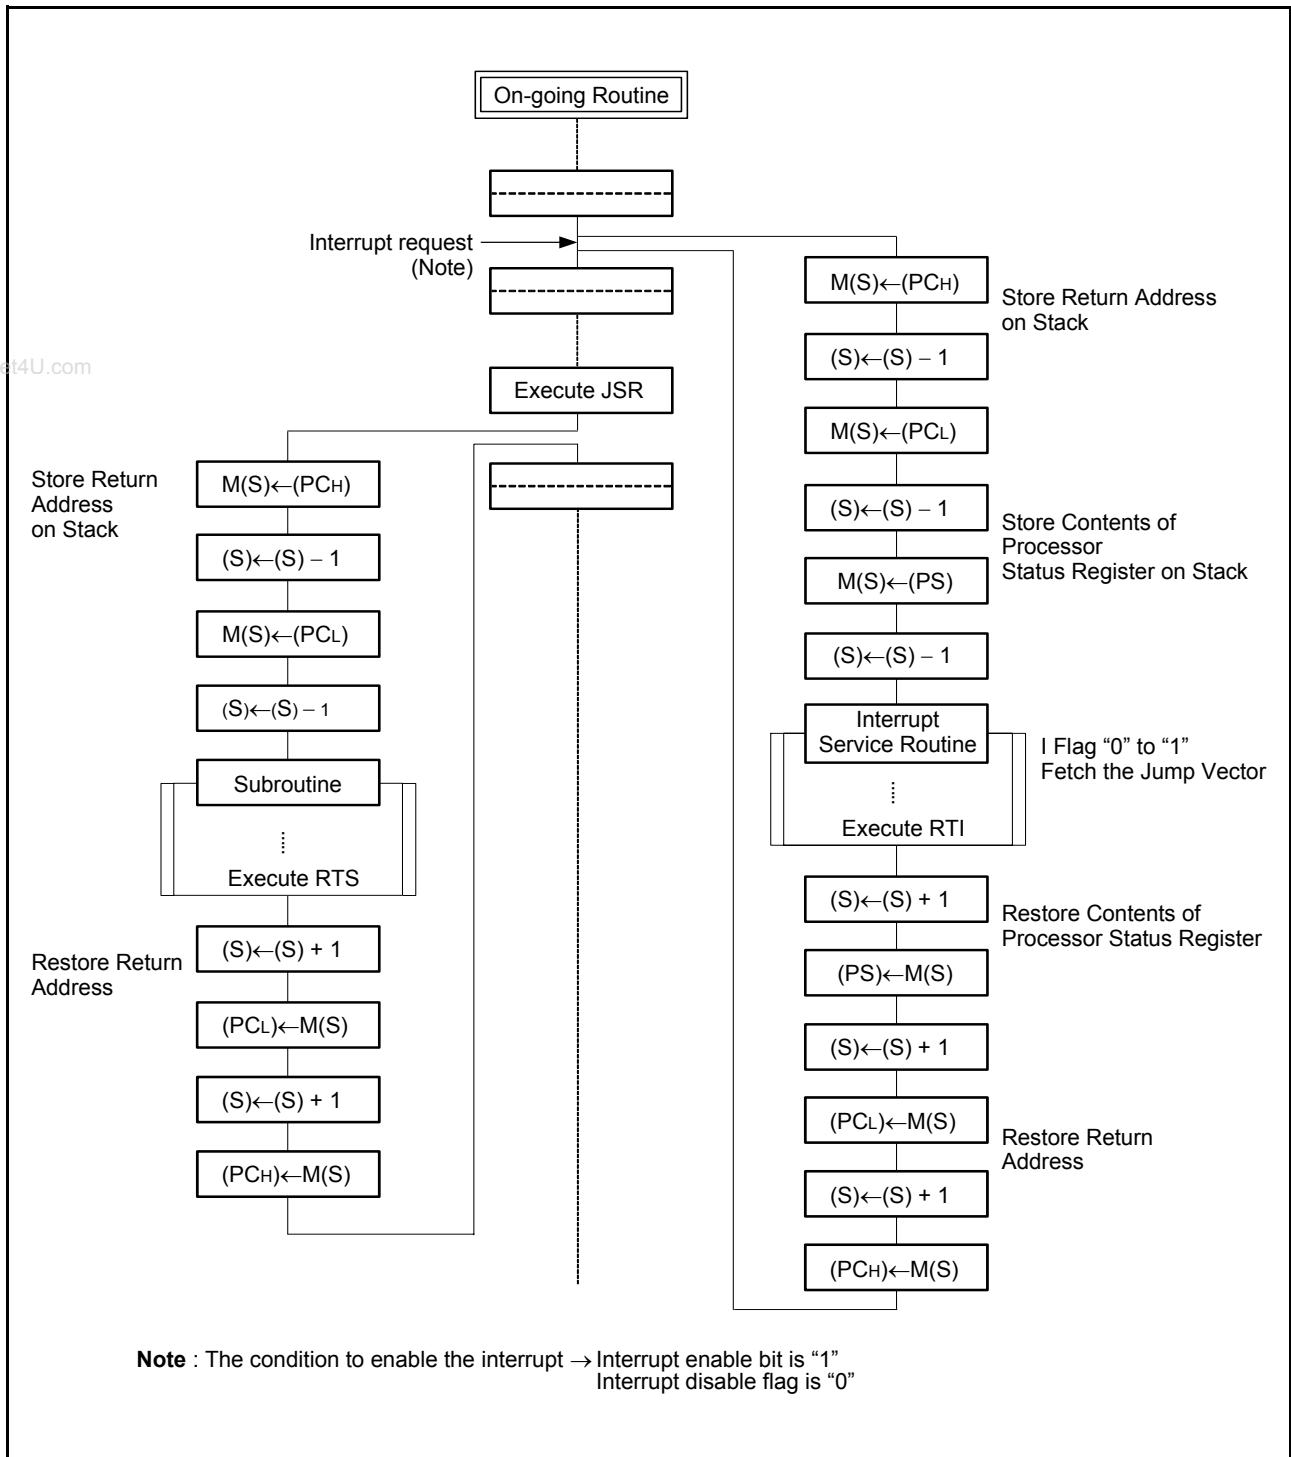 On-going Routine
Interrupt request
(Note)
et4U.com
Execute JSR
Store Return
Address
on Stack
M(S)←(PCH)
(S)←(S) – 1
M(S)←(PCL)
(S)←(S) – 1
Subroutine
Execute RTS
Restore Return
Address
(S)←(S) + 1
(PCL)←M(S)
(S)←(S) + 1
(PCH)←M(S)
M(S)←(PCH)
Store Return Address
on Stack
(S)←(S) – 1
M(S)←(PCL)
(S)←(S) – 1
Store Contents of
Processor
Status Register on Stack
M(S)←(PS)
(S)←(S) – 1
Interrupt
Service Routine
I Flag “0” to “1”
Fetch the Jump Vector
Execute RTI
(S)←(S) + 1
Restore Contents of
Processor Status Register
(PS)←M(S)
(S)←(S) + 1
(PCL)←M(S)
Restore Return
Address
(S)←(S) + 1
(PCH)←M(S)
Note : The condition to enable the interrupt → Interrupt enable bit is “1”
Interrupt disable flag is “0”